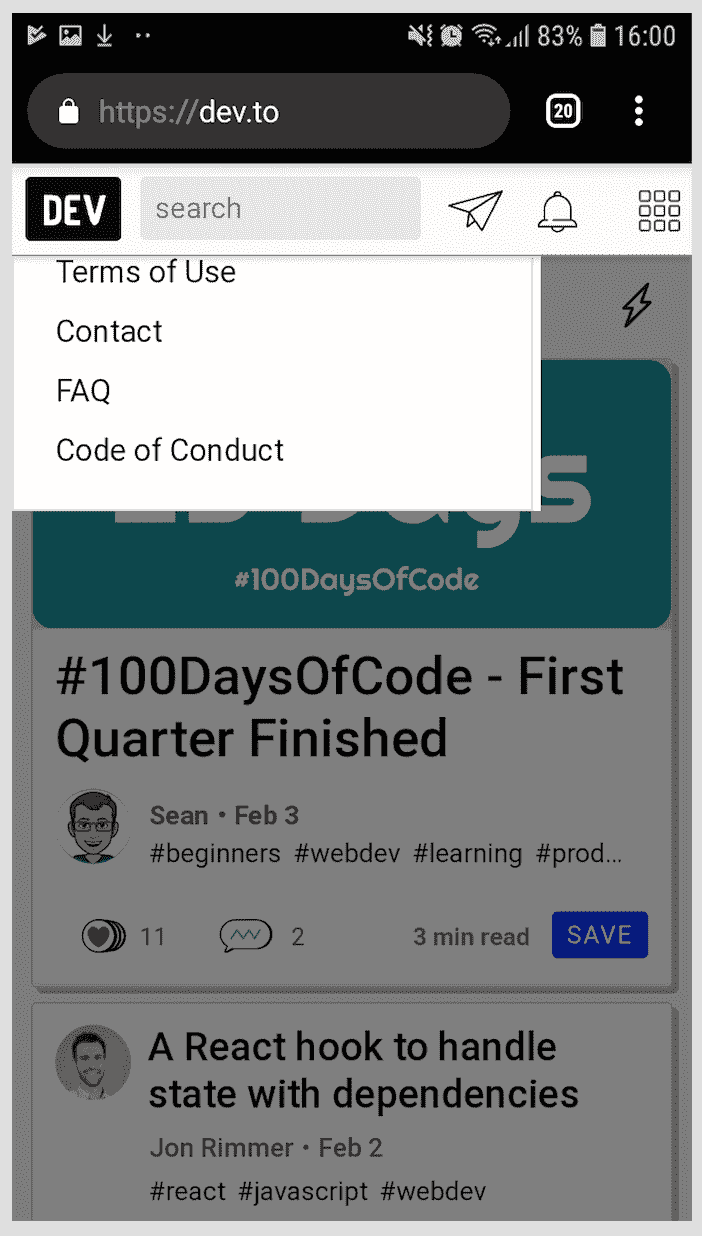 83% 16:00
https://dev.to
20
DEV search
Terms of Use
Contact
FAQ
Code of Conduct
Days
#100DaysOfCode
#100DaysOfCode - First
Quarter Finished
Sean • Feb 3
#beginners #webdev #learning #prod...
11 2 3 min read SAVE
A React hook to handle
state with dependencies
Jon Rimmer • Feb 2
#react #javascript #webdev